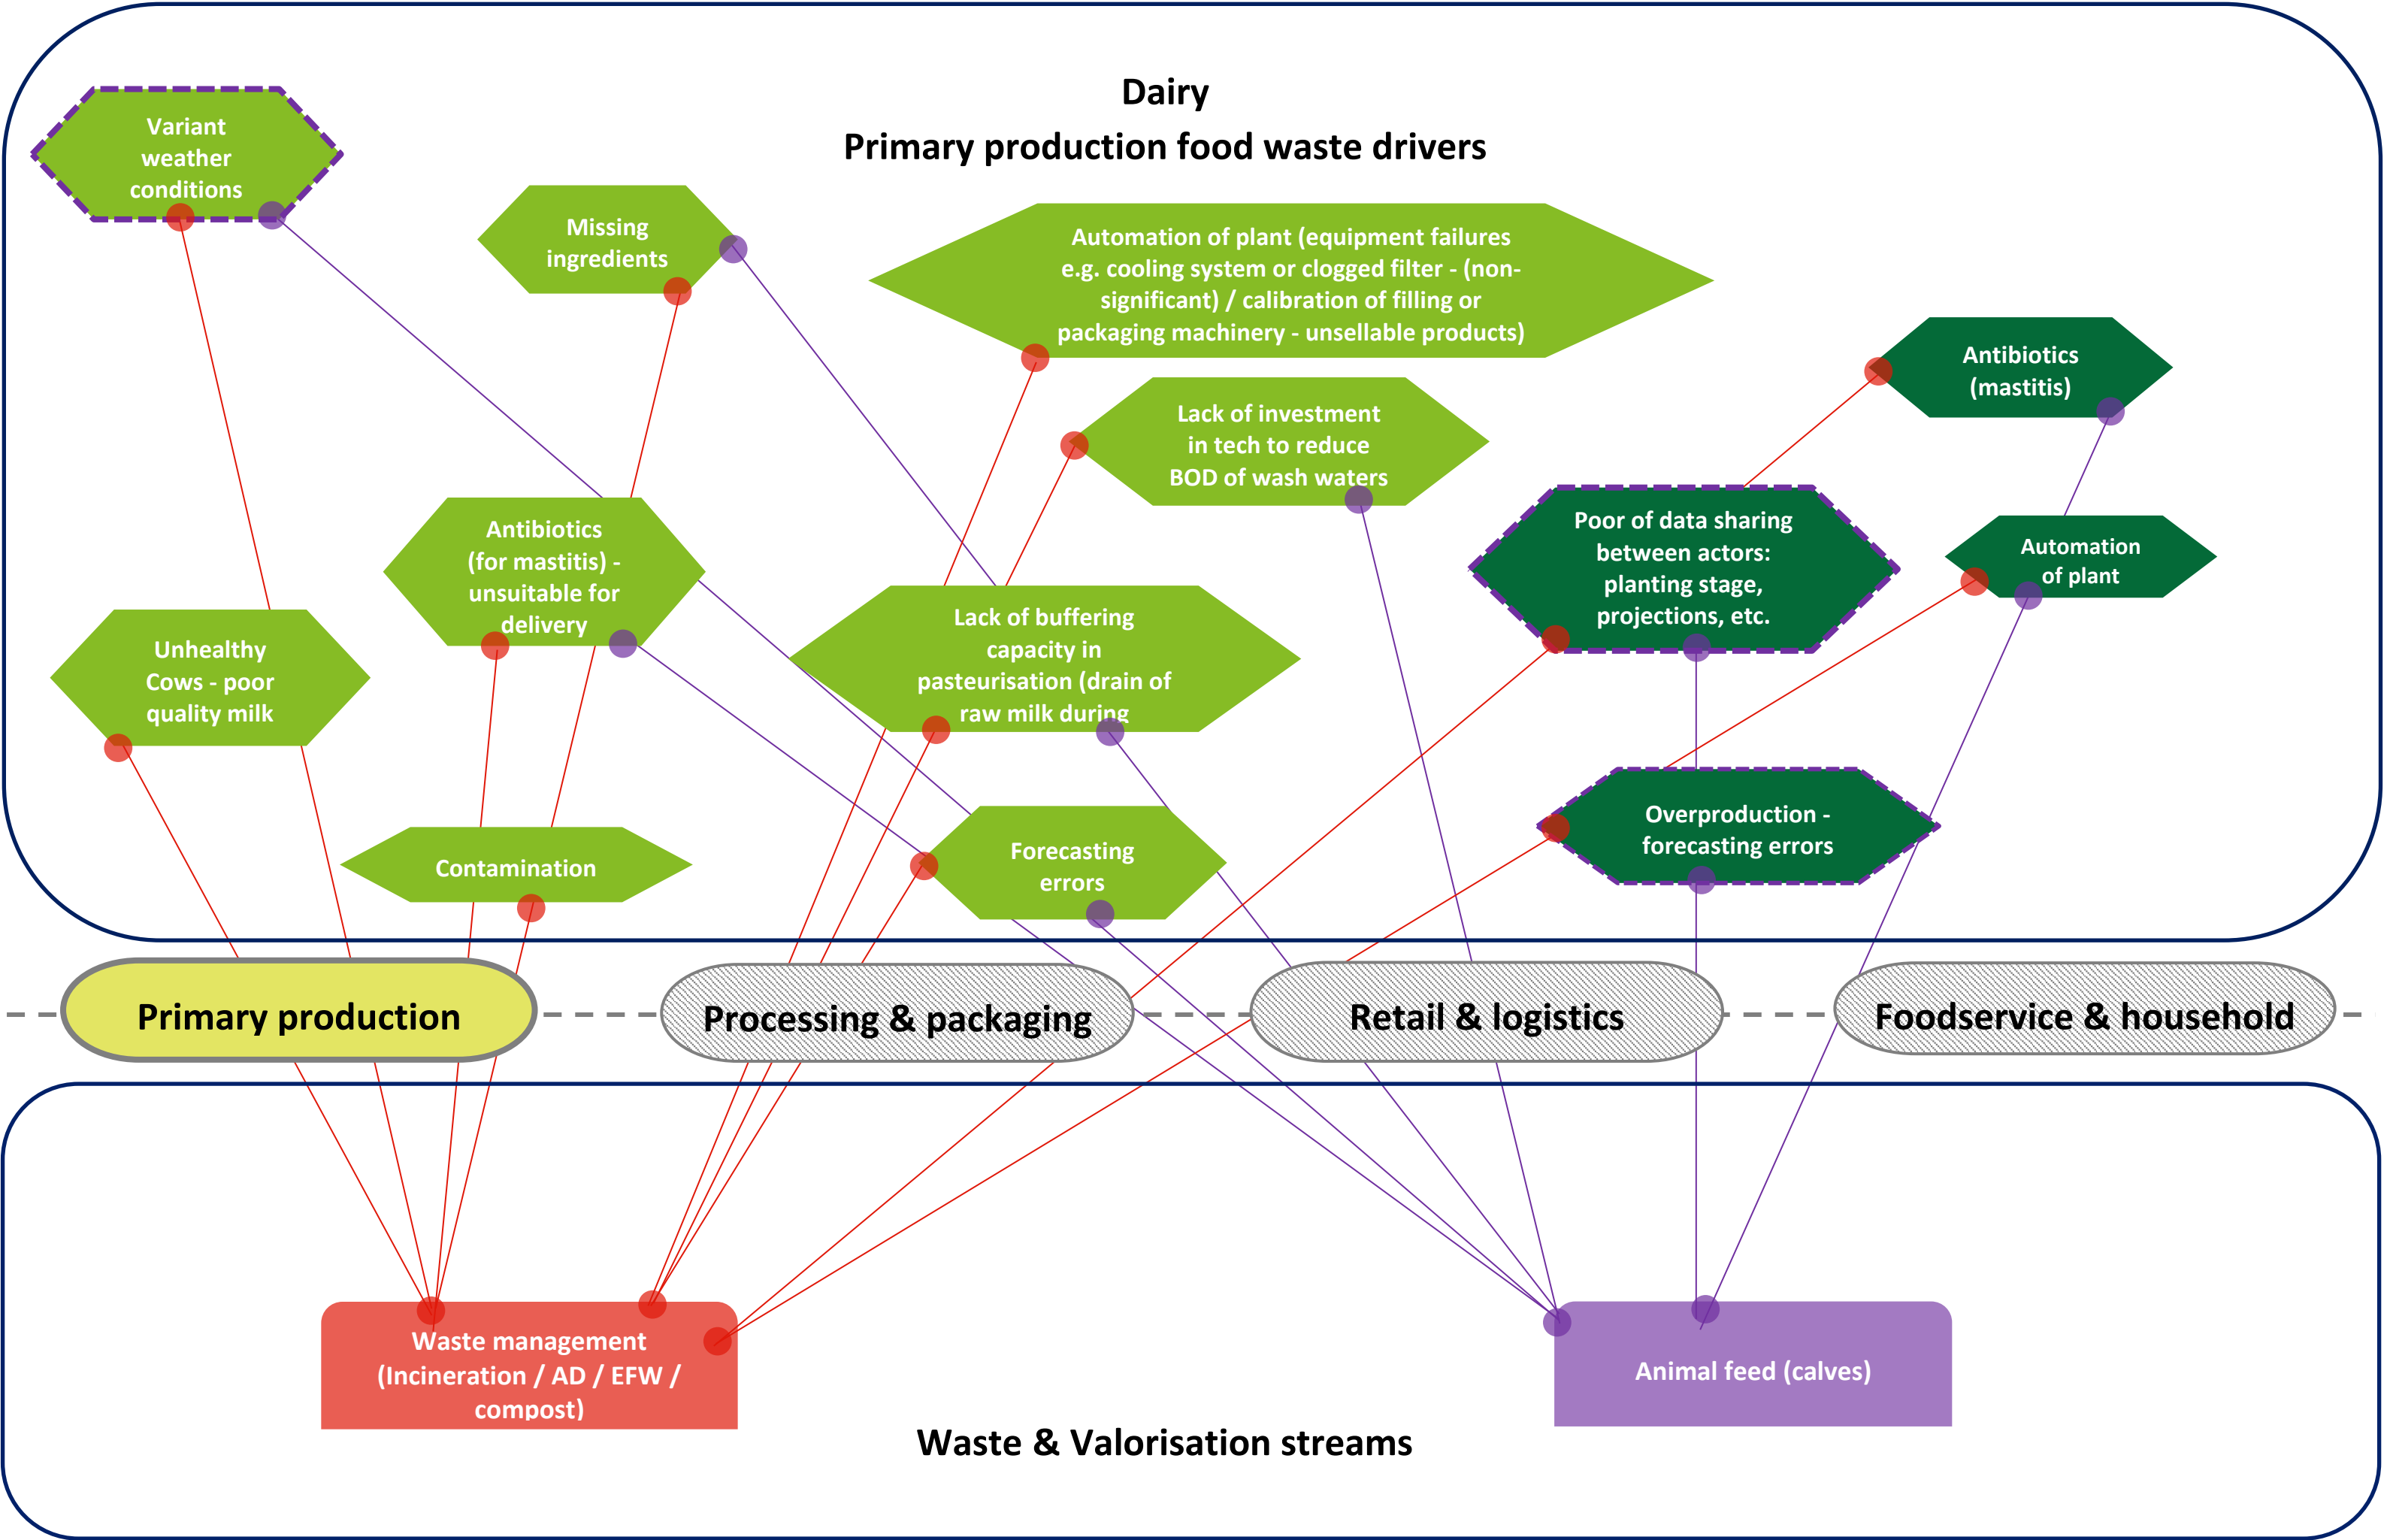 Dairy
Primary production food waste drivers
Variant
weather
conditions
Missing
ingredients
Automation of plant (equipment failures
e.g. cooling system or clogged filter - (non-
significant) / calibration of filling or
packaging machinery - unsellable products)
Antibiotics
(mastitis)
Lack of investment
in tech to reduce
BOD of wash waters
Antibiotics
(for mastitis) -
unsuitable for
delivery
Poor of data sharing
between actors:
planting stage,
projections, etc.
Automation
of plant
Unhealthy
Cows - poor
quality milk
Lack of buffering
capacity in
pasteurisation (drain of
raw milk during
Contamination
Forecasting
errors
Overproduction -
forecasting errors
Primary production
Processing & packaging
Retail & logistics
Foodservice & household
Waste management
(Incineration / AD / EFW /
compost)
Animal feed (calves)
Waste & Valorisation streams